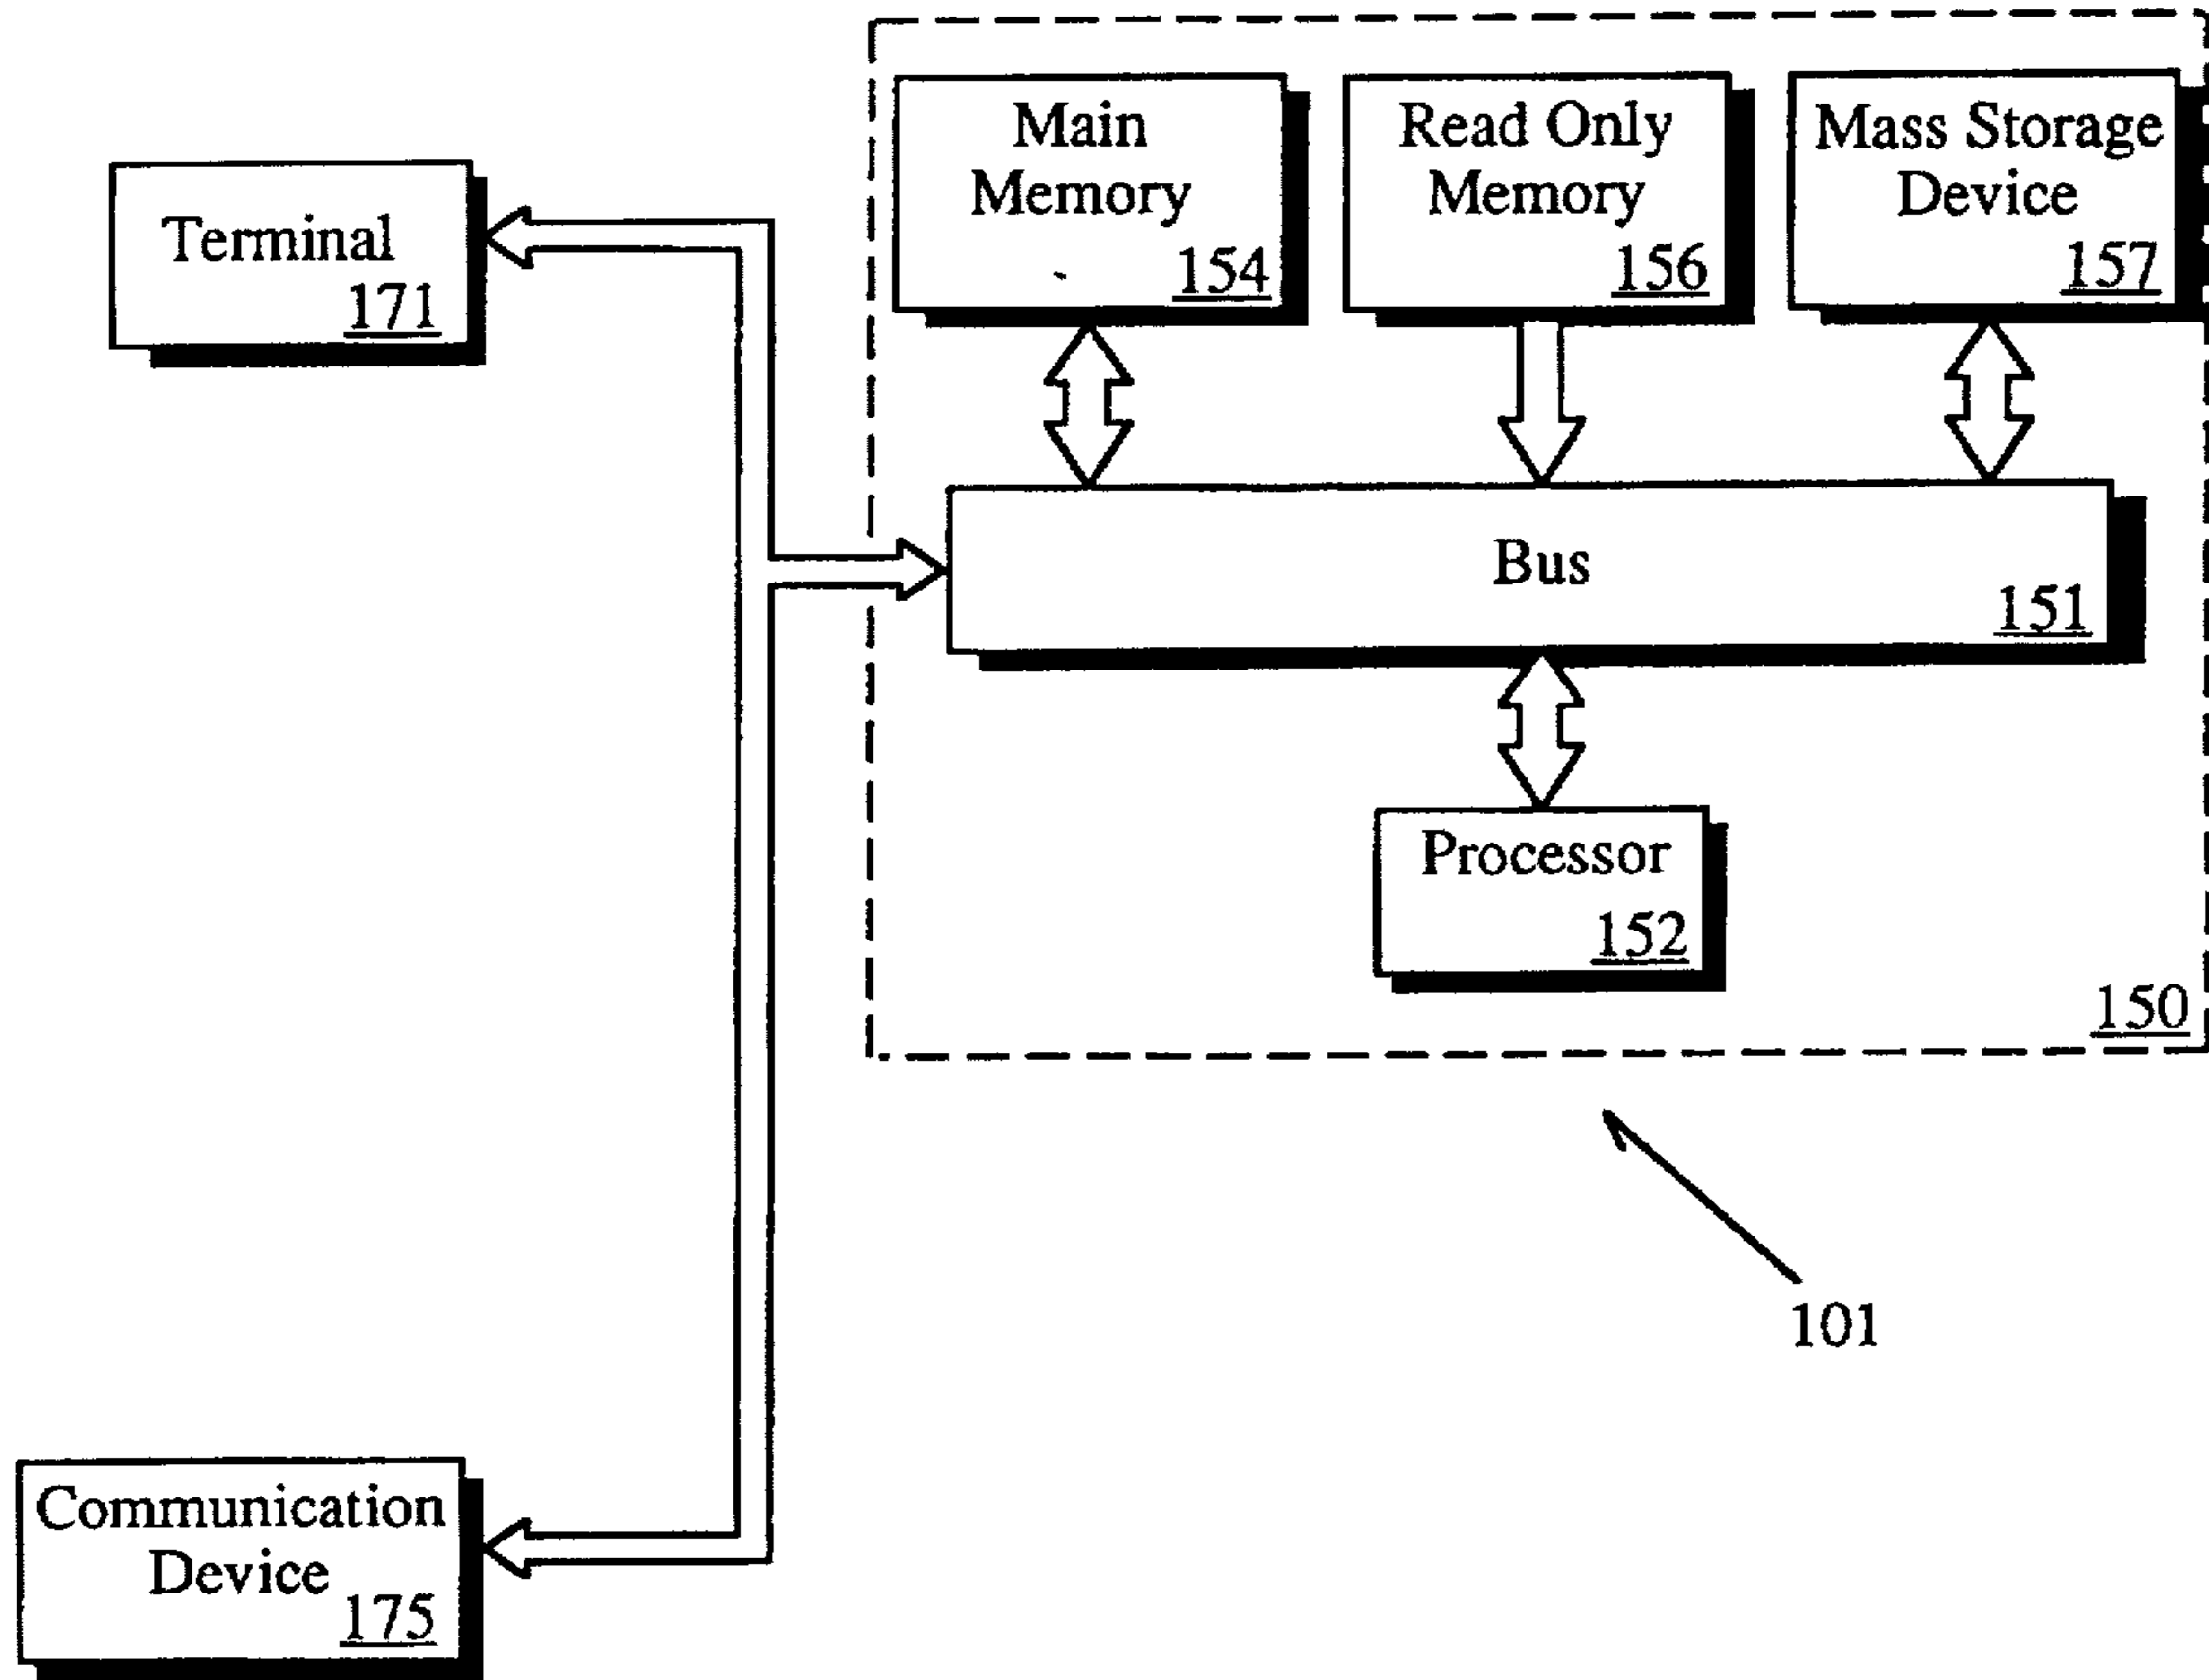 Main
Memory
154
Read Only
Memory
156
Mass Storage
Device
157
Terminal
171
Bus
151
Processor
152
150
101
Communication
Device
175